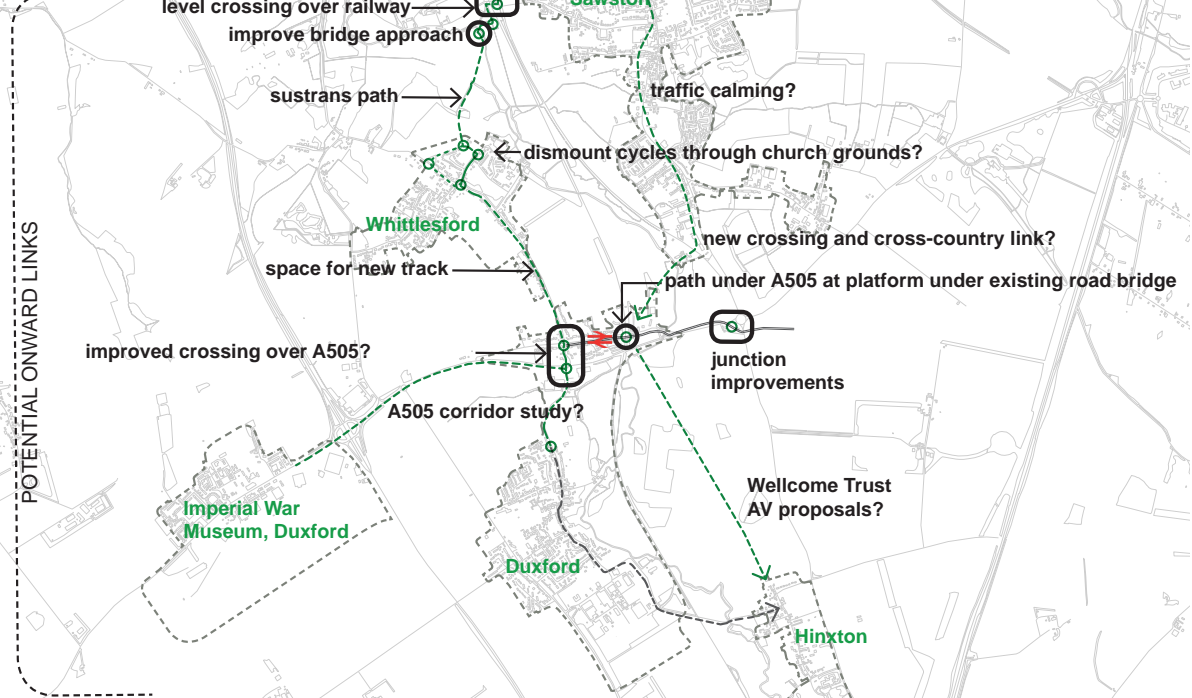 level crossing over railway
Sawston
improve bridge approach
sustrans path
traffic calming?
dismount cycles through church grounds?
Whittlesford
new crossing and cross-country link?
space for new track
path under A505 at platform under existing road bridge
improved crossing over A505?
junction
improvements
A505 corridor study?
POTENTIAL ONWARD LINKS
Wellcome Trust
AV proposals?
Imperial War
Museum, Duxford
Duxford
Hinxton